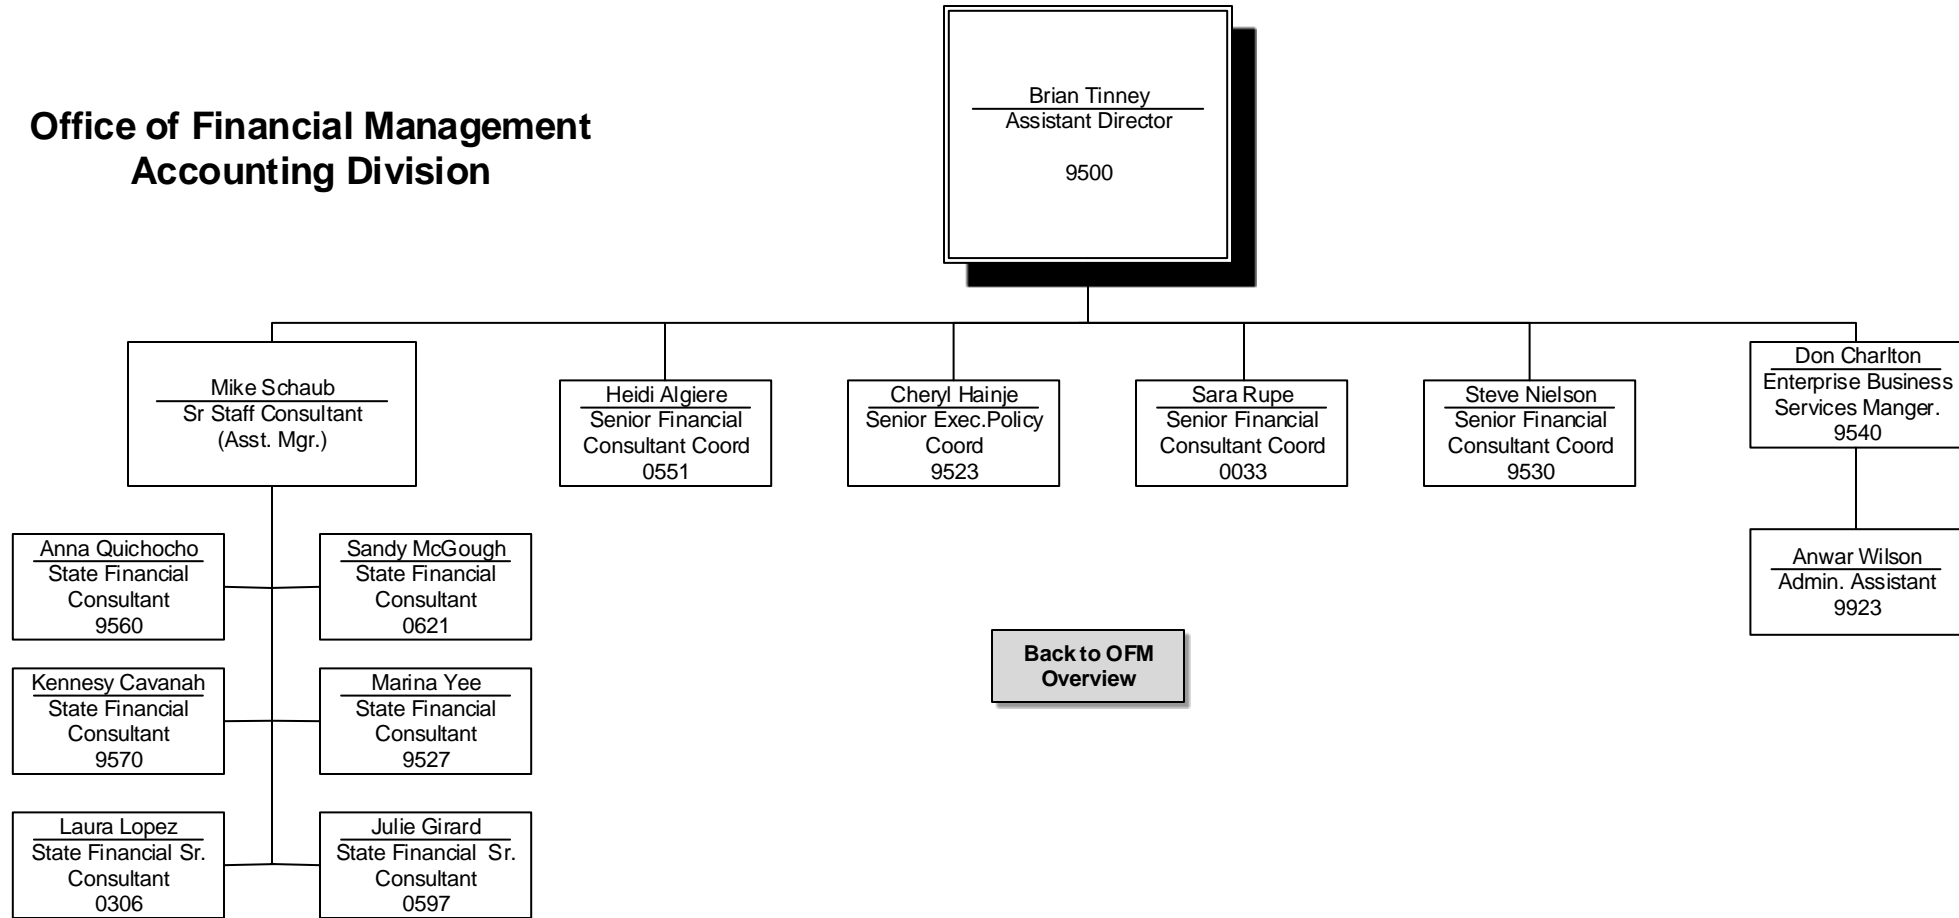 Office of Financial Management
Accounting Division
Brian Tinney
Assistant Director
9500
Mike Schaub
Sr Staff Consultant
(Asst. Mgr.)
Heidi Algiere
Senior Financial
Consultant Coord
0551
Cheryl Hainje
Senior Exec.Policy
Coord
9523
Sara Rupe
Senior Financial
Consultant Coord
0033
Steve Nielson
Senior Financial
Consultant Coord
9530
Don Charlton
Enterprise Business
Services Manger.
9540
Anna Quichocho
State Financial
Consultant
9560
Sandy McGough
State Financial
Consultant
0621
Anwar Wilson
Admin. Assistant
9923
Back to OFM
Overview
Kennesy Cavanah
State Financial
Consultant
9570
Marina Yee
State Financial
Consultant
9527
Laura Lopez
State Financial Sr.
Consultant
0306
Julie Girard
State Financial  Sr.
Consultant
0597